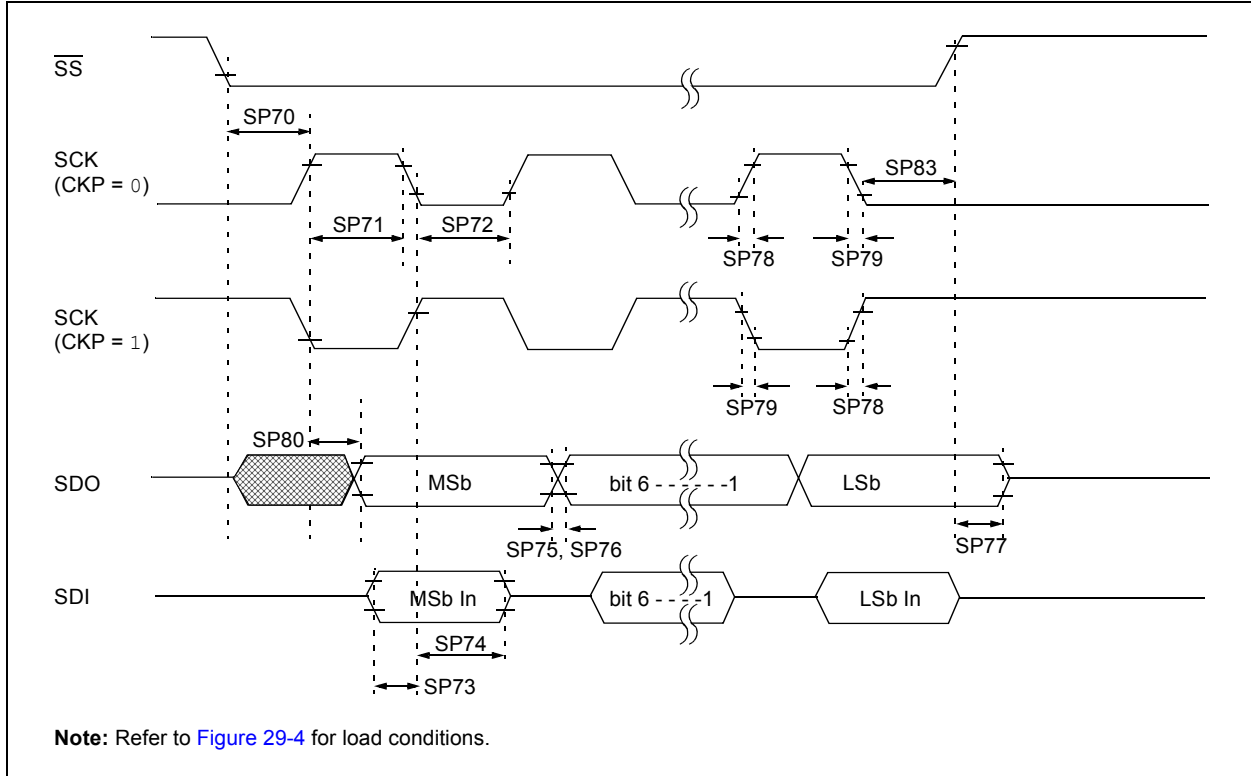 SS
SP70
SCK
(CKP = 0)
SP83
SP71
SP72
SP78
SP79
SCK
(CKP = 1)
SP79
SP78
SP80
SDO
MSb
bit 6 - - - - - - -1
LSb
SP75, SP76
SP77
SDI
MSb In
bit 6 - - - - -1
LSb In
SP74
SP73
Note: Refer to Figure 29-4 for load conditions.